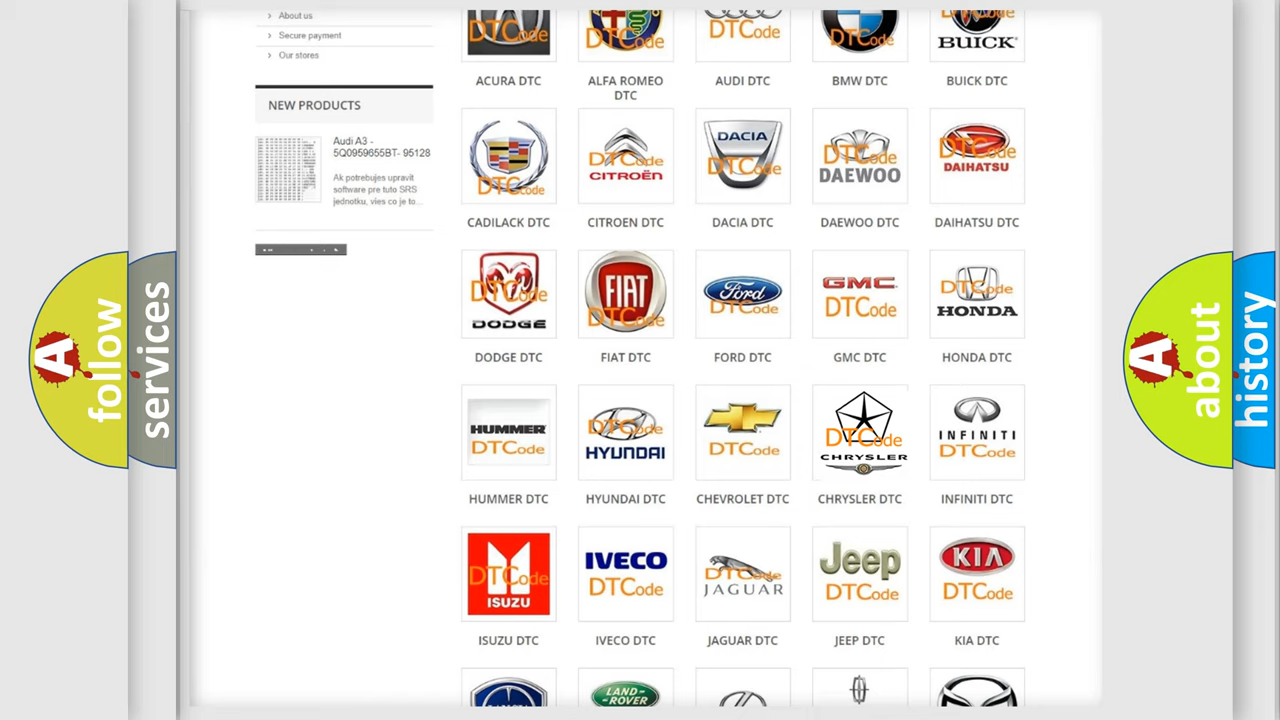 About us
Secure payment
Our stores
NEW PRODUCTS
Audi A3 -
5Q0959655BT- 95128
Ak potrebujes upravit
software pre tuto SRS
jednotku, vies co je to...
DTCode
DTCode
DTCode
DTCode
BUICK
ACURA DTC
ALFA ROMEO
DTC
AUDI DTC
BMW DTC
BUICK DTC
DTCode
DTCode
CITROËN
DACIA
DTCode
DTCode
DAEWOO
DTCode
DAIHATSU
CADILACK DTC
CITROEN DTC
DACIA DTC
DAEWOO DTC
DAIHATSU DTC
DTCode
DODGE
FIAT
DTCode
Ford
DTCode
GMC
DTCode
DTCode
HONDA
DODGE DTC
FIAT DTC
FORD DTC
GMC DTC
HONDA DTC
HUMMER
DTCode
DTCode
HYUNDAI
DTCode
DTCode
CHRYSLER
INFINITI
DTCode
HUMMER DTC
HYUNDAI DTC
CHEVROLET DTC
CHRYSLER DTC
INFINITI DTC
DTCode
ISUZU
IVECO
DTCode
DTCode
JAGUAR
Jeep
DTCode
KIA
DTCode
ISUZU DTC
IVECO DTC
JAGUAR DTC
JEEP DTC
KIA DTC
LAND-
ROVER
A
follow
services
A
about
history